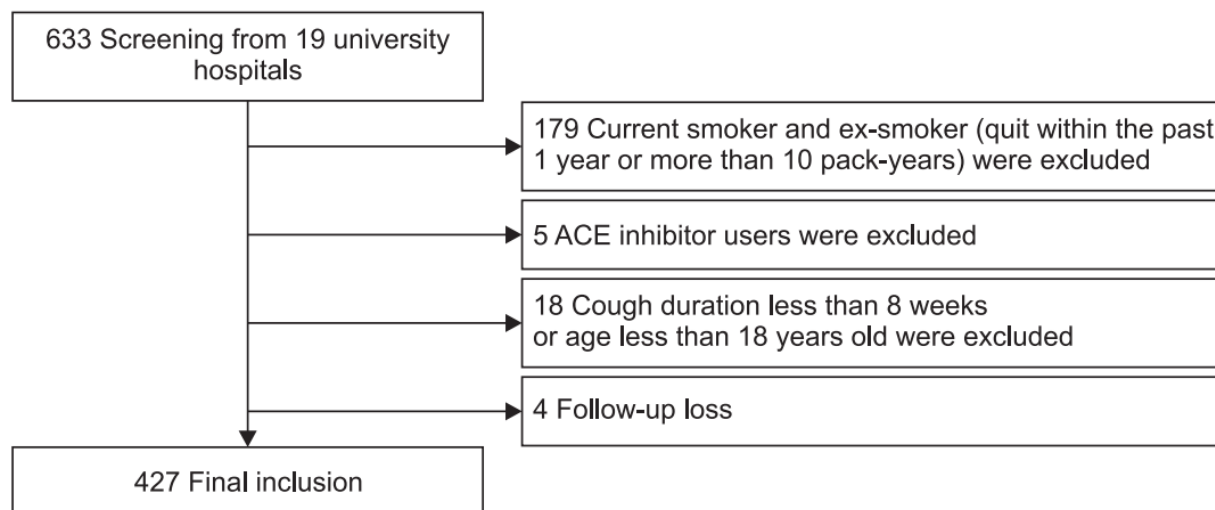 633 Screening from 19 university
hospitals
179 Current smoker and ex-smoker (quit within the past
1 year or more than 10 pack-years) were excluded
5 ACE inhibitor users were excluded
18 Cough duration less than 8 weeks
or age less than 18 years old were excluded
4 Follow-up loss
427 Final inclusion